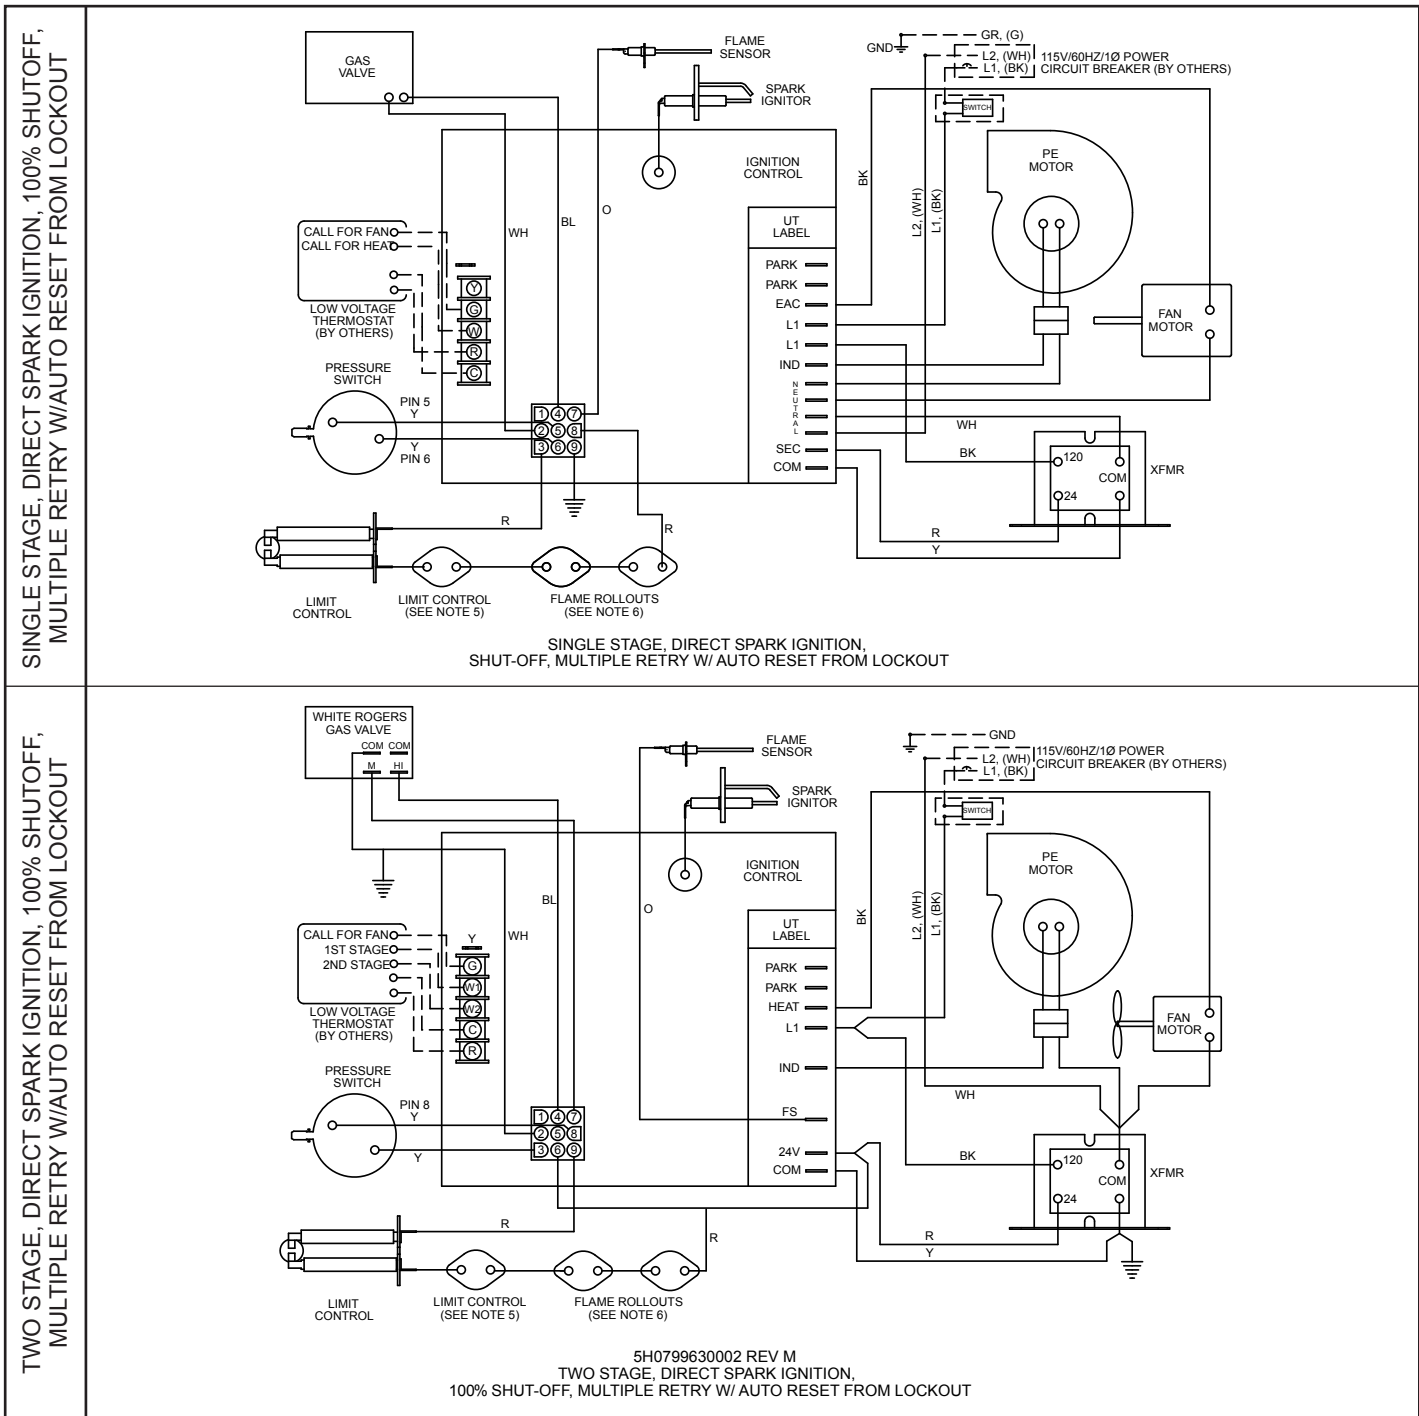 SINGLE STAGE, DIRECT SPARK IGNITION, 100% SHUTOFF,
MULTIPLE RETRY W/AUTO RESET FROM LOCKOUT
GAS
VALVE
FLAME
SENSOR
SPARK
IGNITOR
GND
GR, (G)
L2, (WH)
L1, (BK)
115V/60HZ/1Ø POWER
CIRCUIT BREAKER (BY OTHERS)
SWITCH
IGNITION
CONTROL
PE
MOTOR
BK
L2, (WH)
L1, (BK)
O
BL
WH
UT
LABEL
CALL FOR FAN
CALL FOR HEAT
LOW VOLTAGE
THERMOSTAT
(BY OTHERS)
Y
G
W
R
C
PARK
PARK
EAC
L1
L1
IND
NEUTRAL
SEC
COM
FAN
MOTOR
PRESSURE
SWITCH
PIN 5
Y
Y
PIN 6
1 4 7
2 5 8
3 6 9
WH
BK
120
COM
24
XFMR
R
Y
R
R
LIMIT
CONTROL
LIMIT CONTROL
(SEE NOTE 5)
FLAME ROLLOUTS
(SEE NOTE 6)
SINGLE STAGE, DIRECT SPARK IGNITION,
SHUT-OFF, MULTIPLE RETRY W/ AUTO RESET FROM LOCKOUT
TWO STAGE, DIRECT SPARK IGNITION, 100% SHUTOFF,
MULTIPLE RETRY W/AUTO RESET FROM LOCKOUT
WHITE ROGERS
GAS VALVE
COM COM
M HI
FLAME
SENSOR
SPARK
IGNITOR
GND
L2, (WH)
L1, (BK)
115V/60HZ/1Ø POWER
CIRCUIT BREAKER (BY OTHERS)
SWITCH
IGNITION
CONTROL
PE
MOTOR
BL
O
WH
BK
L2, (WH)
L1, (BK)
UT
LABEL
CALL FOR FAN
1ST STAGE
2ND STAGE
LOW VOLTAGE
THERMOSTAT
(BY OTHERS)
Y
G
W1
W2
C
R
PARK
PARK
HEAT
L1
IND
FS
24V
COM
FAN
MOTOR
PRESSURE
SWITCH
PIN 8
Y
Y
1 4 7
2 5 8
3 6 9
WH
BK
120
COM
24
XFMR
R
Y
R
R
LIMIT
CONTROL
LIMIT CONTROL
(SEE NOTE 5)
FLAME ROLLOUTS
(SEE NOTE 6)
5H0799630002 REV M
TWO STAGE, DIRECT SPARK IGNITION,
100% SHUT-OFF, MULTIPLE RETRY W/ AUTO RESET FROM LOCKOUT